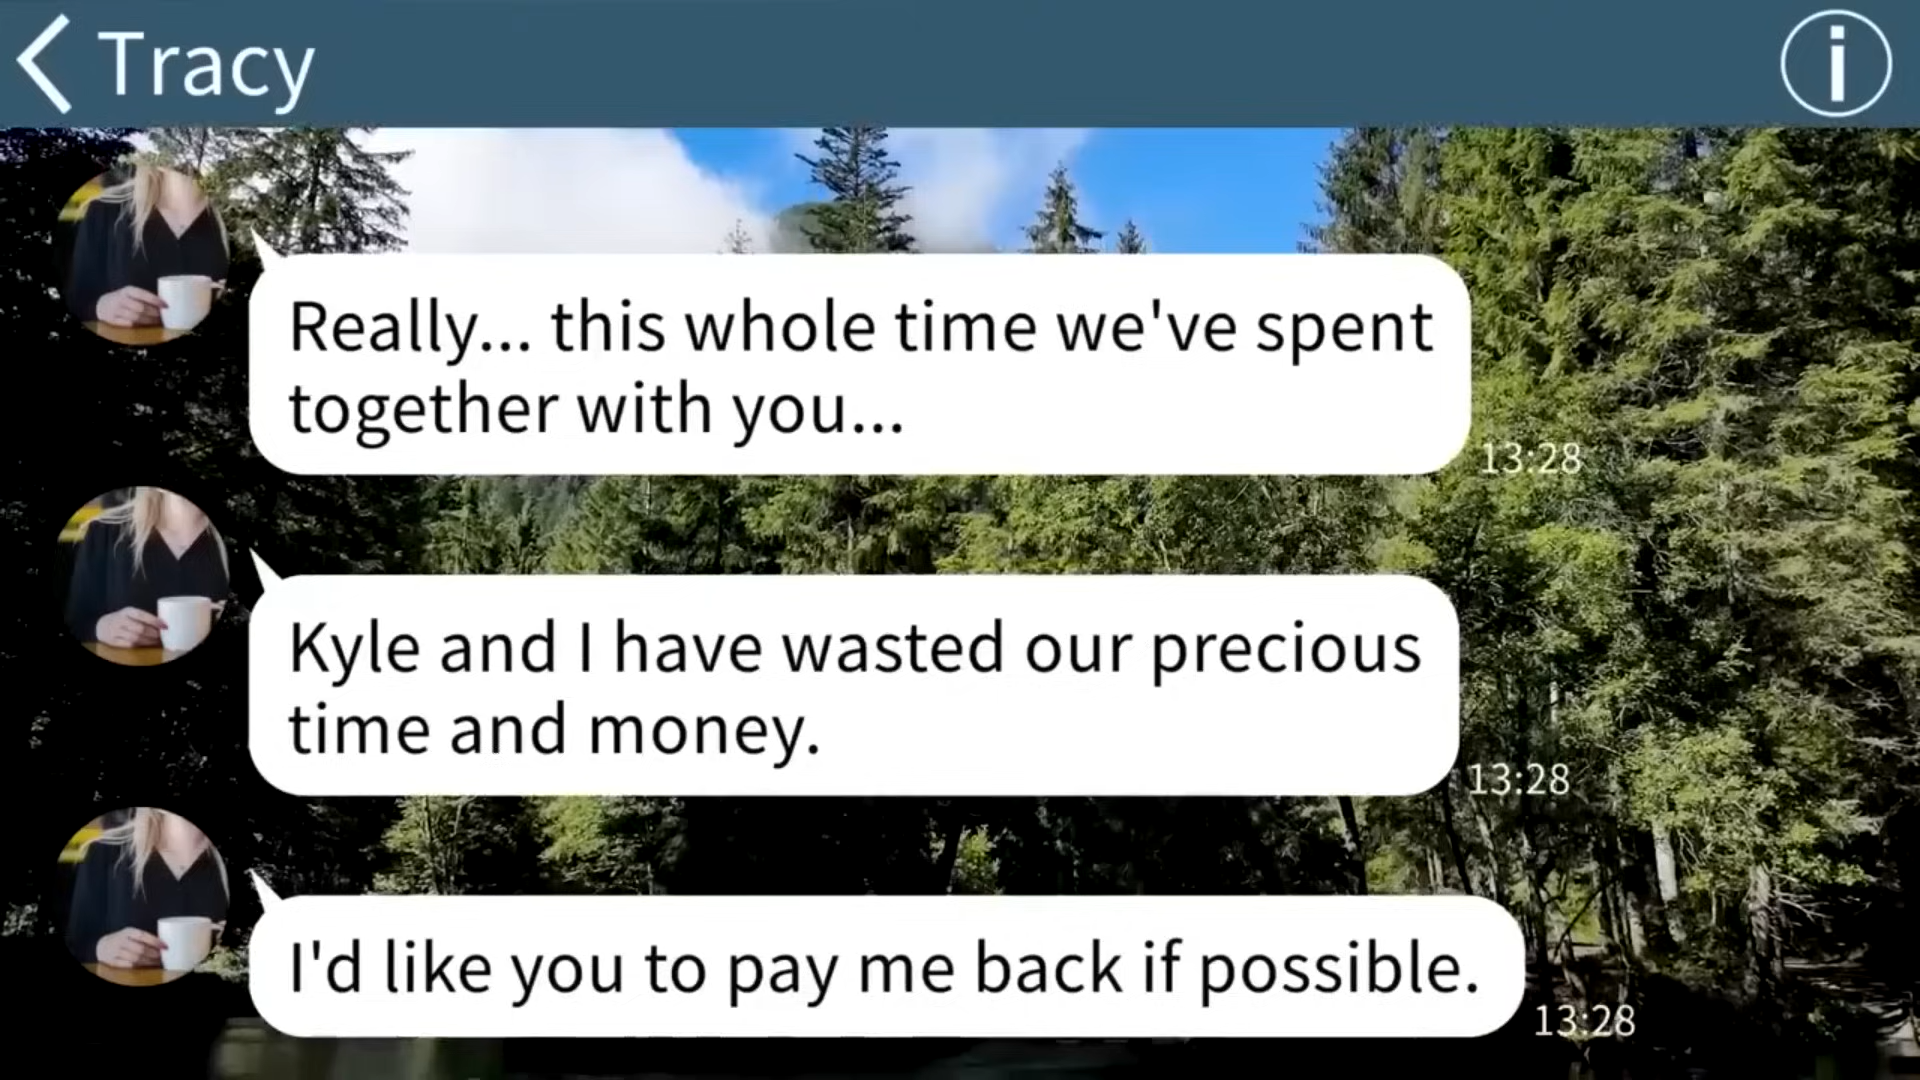 Tracy
Really... this whole time we've spent
together with you...
13:28
Kyle and I have wasted our precious
time and money.
13:28
I'd like you to pay me back if possible.
13:28